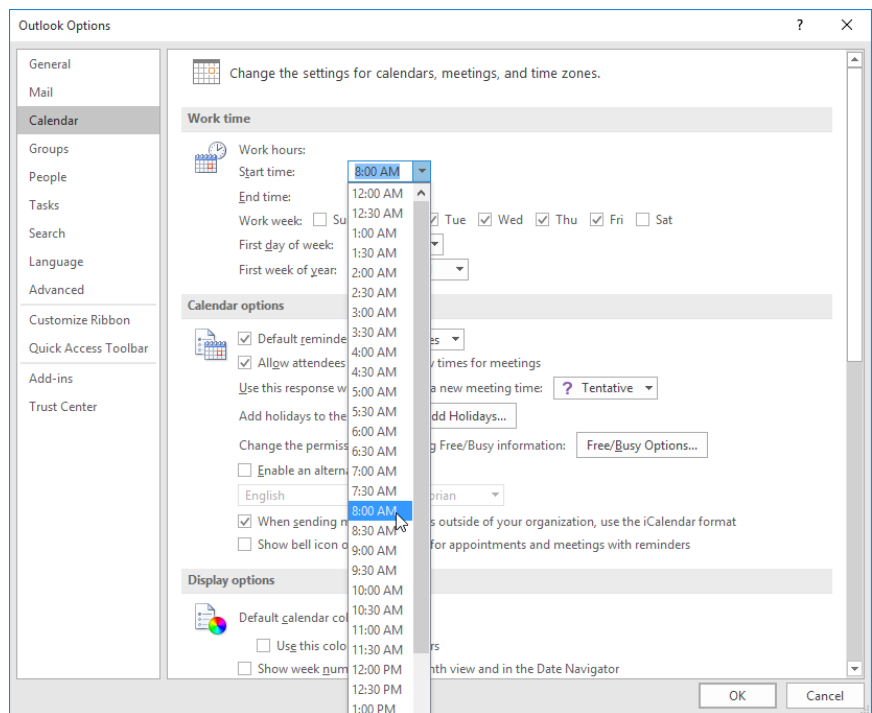 Outlook Options
?
General
Mail
Calendar
Groups
People
Tasks
Search
Language
Advanced
Customize Ribbon
Quick Access Toolbar
Add-ins
Trust Center
Change the settings for calendars, meetings, and time zones.
Work time
Work hours:
Start time: 8:00 AM
End time:
Work week: Su Tue Wed Thu Fri Sat
First day of week:
First week of year:
12:00 AM
12:30 AM
1:00 AM
1:30 AM
2:00 AM
2:30 AM
3:00 AM
3:30 AM
4:00 AM
4:30 AM
5:00 AM
5:30 AM
6:00 AM
6:30 AM
7:00 AM
7:30 AM
8:00 AM
8:30 AM
9:00 AM
9:30 AM
10:00 AM
10:30 AM
11:00 AM
11:30 AM
12:00 PM
12:30 PM
1:00 PM
Calendar options
Default reminde es
Allow attendees y times for meetings
Use this response w a new meeting time: ? Tentative
Add holidays to the dd Holidays...
Change the permiss g Free/Busy information: Free/Busy Options...
Enable an altern
English rian
When sending m s outside of your organization, use the iCalendar format
Show bell icon o for appointments and meetings with reminders
Display options
Default calendar col
Use this colo rs
Show week num nth view and in the Date Navigator
OK Cancel